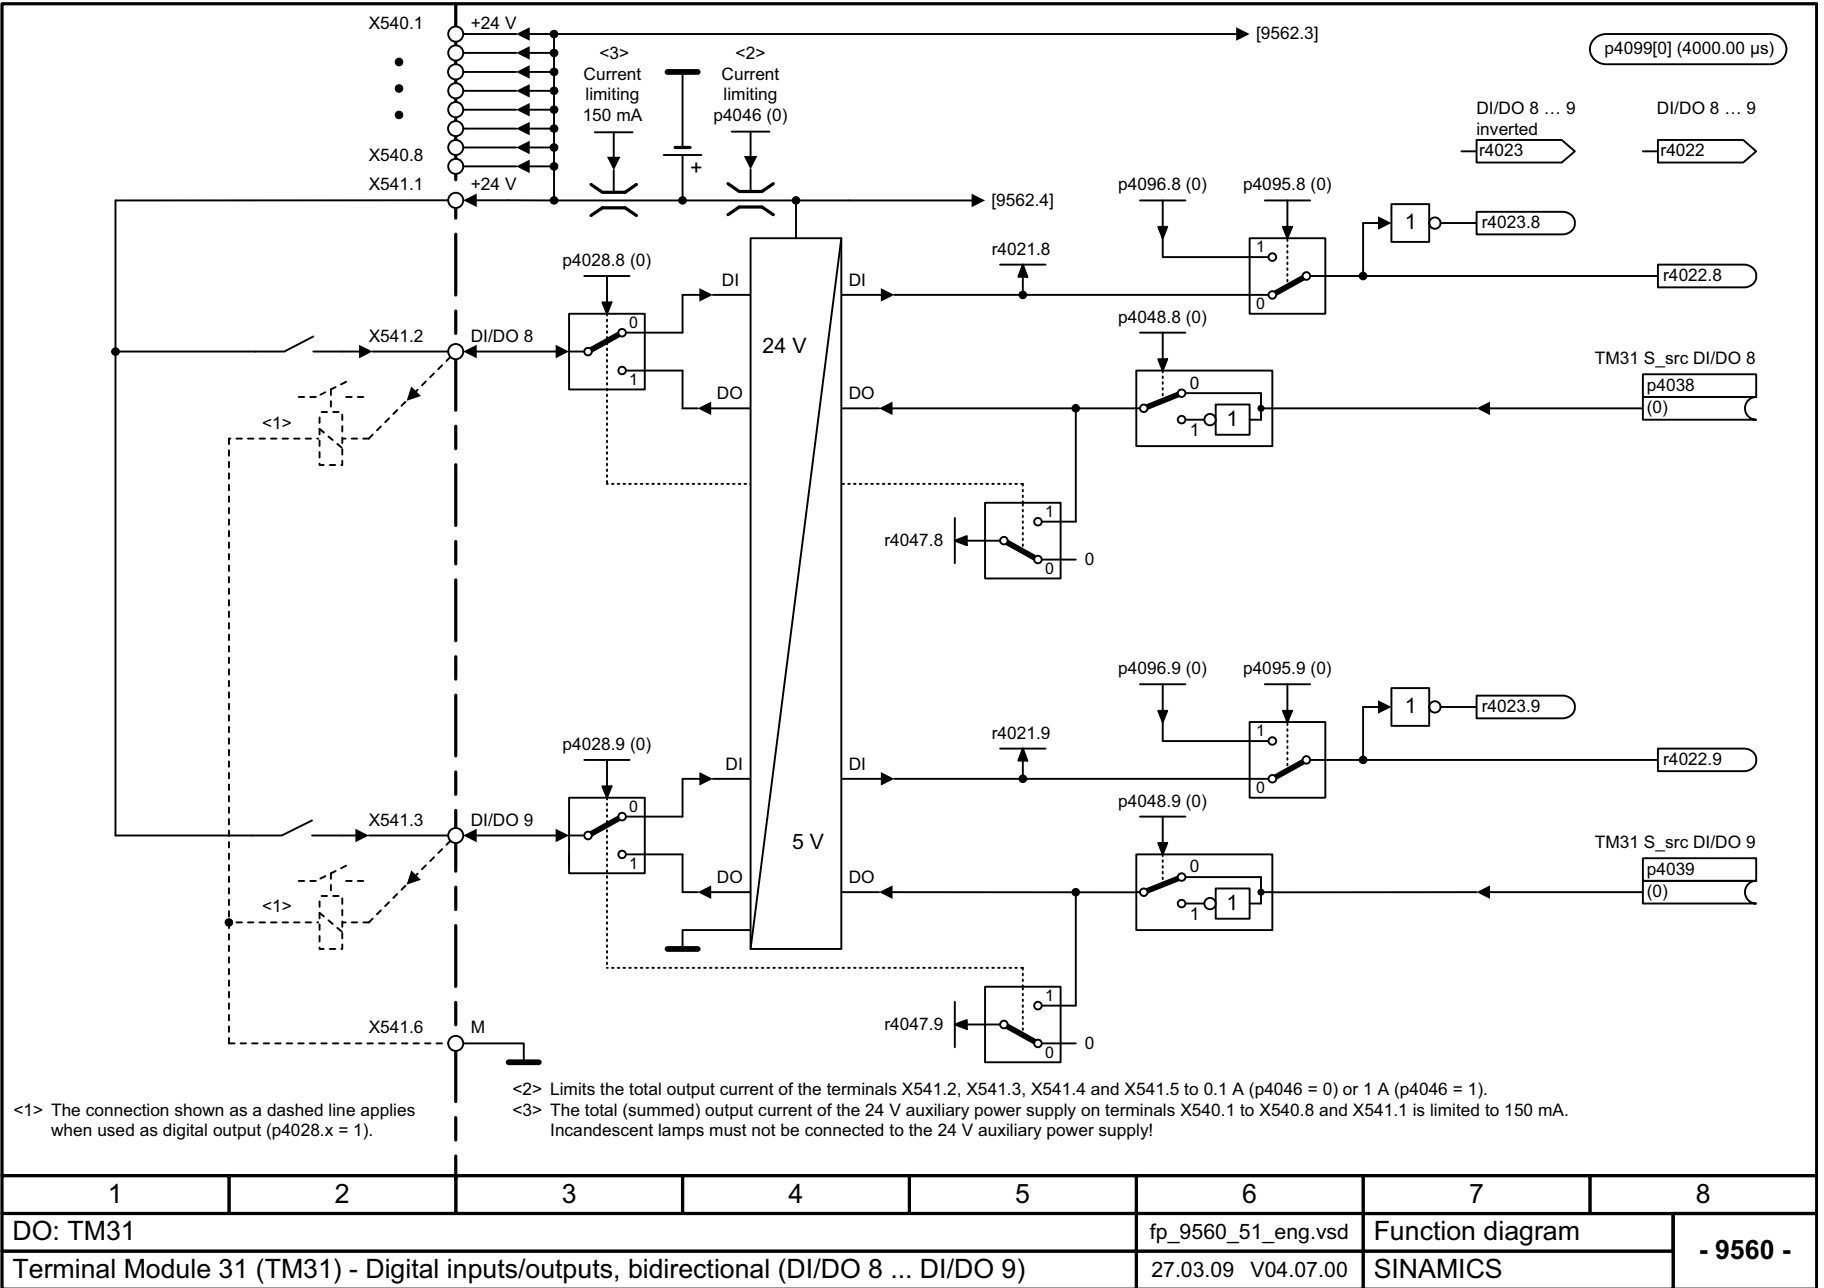 X540.1
+24 V
[9562.3]
p4099[0] (4000.00 µs)
<3>
Current
limiting
150 mA
<2>
Current
limiting
p4046 (0)
+
DI/DO 8 … 9
inverted
r4023
DI/DO 8 … 9
r4022
X540.8
X541.1
+24 V
[9562.4]
p4096.8 (0)
p4095.8 (0)
1
0
1
r4023.8
r4022.8
p4028.8 (0)
r4021.8
DI
DI
X541.2
DI/DO 8
0
1
24 V
p4048.8 (0)
0
1
1
DO
DO
TM31 S_src DI/DO 8
p4038
(0)
<1>
r4047.8
1
0
0
p4096.9 (0)
p4095.9 (0)
1
0
1
r4023.9
r4022.9
p4028.9 (0)
r4021.9
DI
DI
X541.3
DI/DO 9
0
1
5 V
p4048.9 (0)
0
1
1
DO
DO
TM31 S_src DI/DO 9
p4039
(0)
<1>
r4047.9
1
0
0
X541.6
M
<1> The connection shown as a dashed line applies
when used as digital output (p4028.x = 1).
<2> Limits the total output current of the terminals X541.2, X541.3, X541.4 and X541.5 to 0.1 A (p4046 = 0) or 1 A (p4046 = 1).
<3> The total (summed) output current of the 24 V auxiliary power supply on terminals X540.1 to X540.8 and X541.1 is limited to 150 mA.
Incandescent lamps must not be connected to the 24 V auxiliary power supply!
1 2 3 4 5 6 7 8
DO: TM31
fp_9560_51_eng.vsd
Function diagram
- 9560 -
Terminal Module 31 (TM31) - Digital inputs/outputs, bidirectional (DI/DO 8 ... DI/DO 9)
27.03.09 V04.07.00
SINAMICS